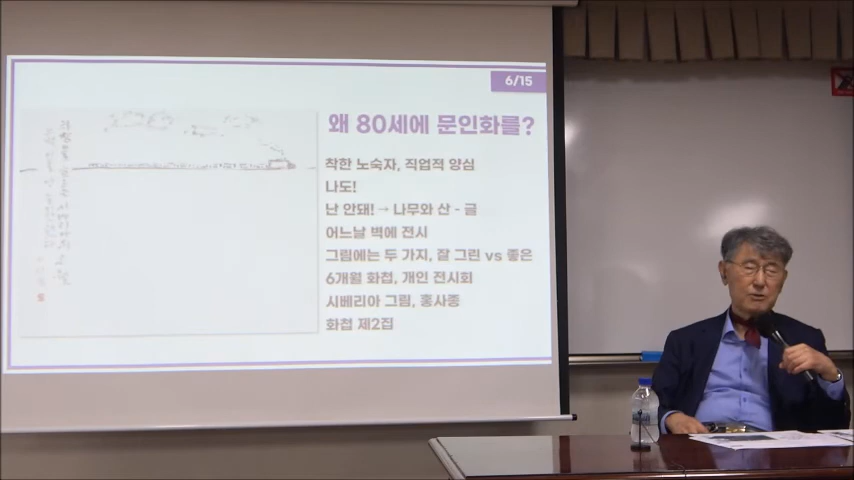 6/15
왜 80세에 문인화를?
착한 노숙자, 직업적 양심
나도!
난 안돼! → 나무와 산 - 글
어느날 벽에 전시
그림에는 두 가지, 잘 그린 vs 좋은
6개월 화첩, 개인 전시회
시베리아 그림, 홍사종
화첩 제2집